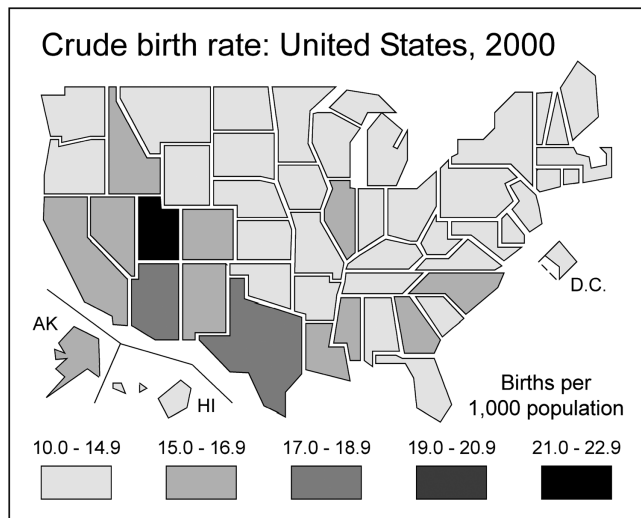 Crude birth rate: United States, 2000
D.C.
AK
HI
Births per
1,000 population
10.0 - 14.9
15.0 - 16.9
17.0 - 18.9
19.0 - 20.9
21.0 - 22.9